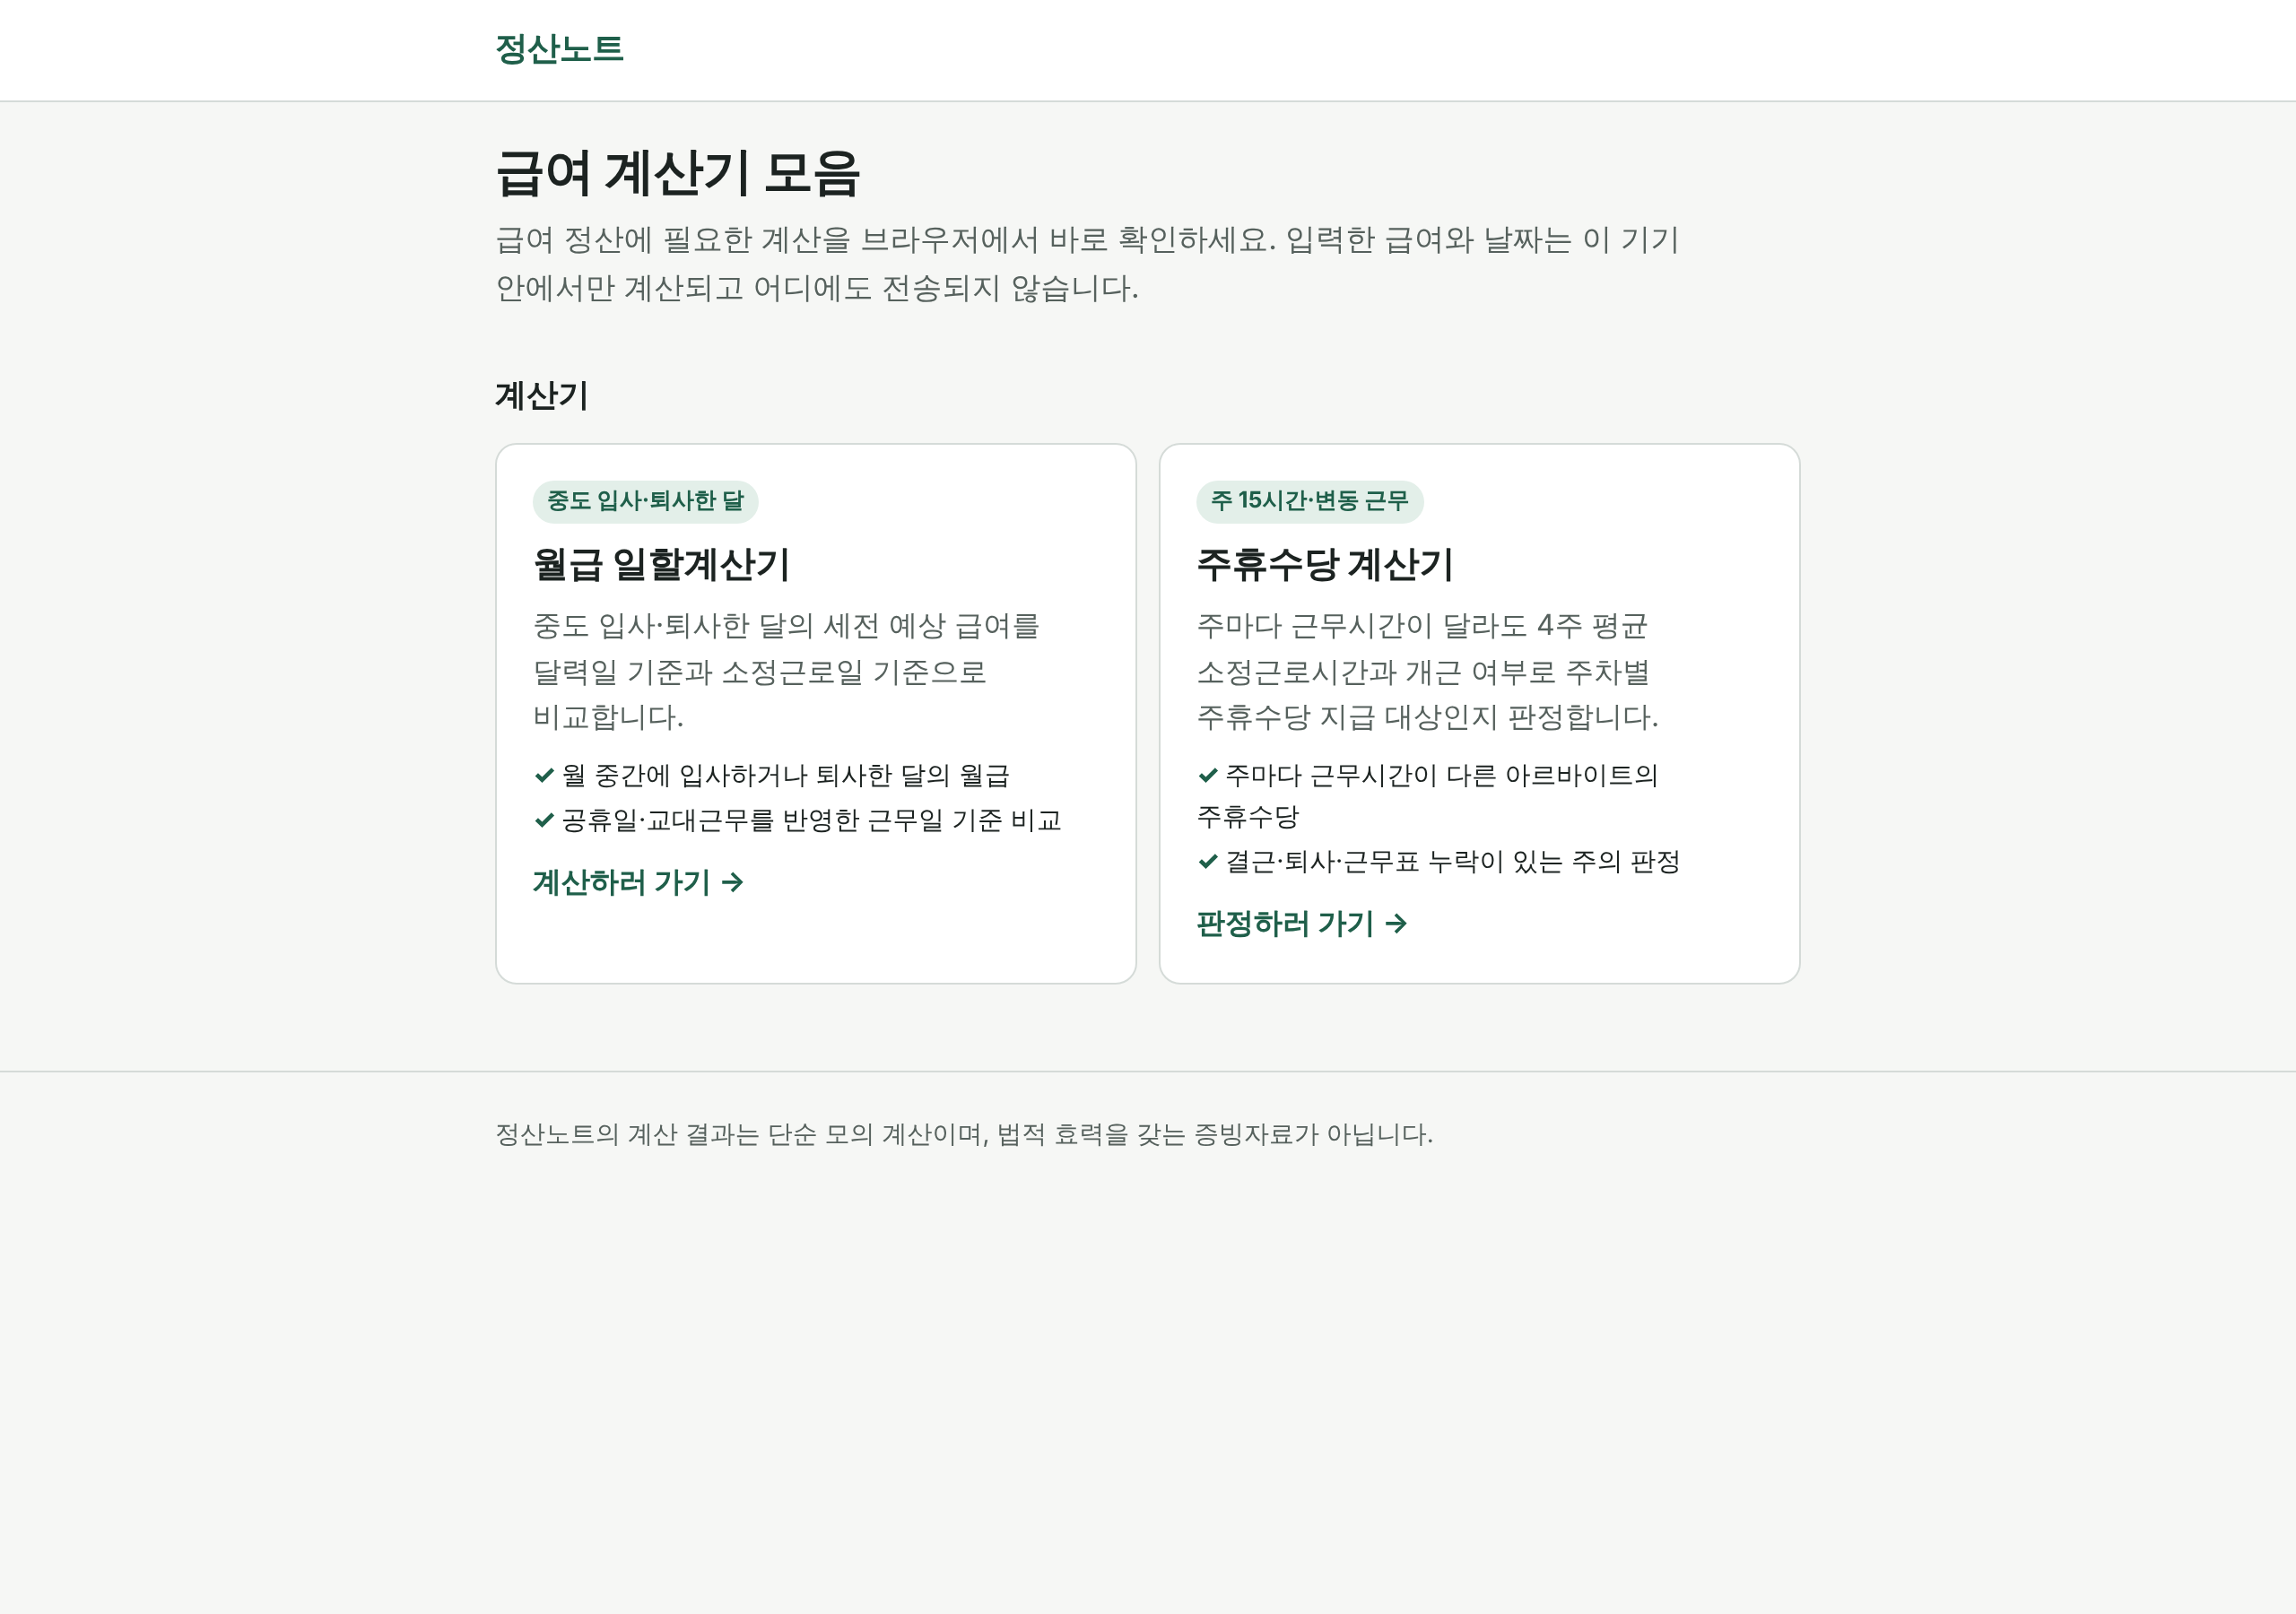 정산노트
급여 계산기 모음
급여 정산에 필요한 계산을 브라우저에서 바로 확인하세요. 입력한 급여와 날짜는 이 기기
안에서만 계산되고 어디에도 전송되지 않습니다.
계산기
중도 입사·퇴사한 달
월급 일할계산기
중도 입사·퇴사한 달의 세전 예상 급여를
달력일 기준과 소정근로일 기준으로
비교합니다.
✓ 월 중간에 입사하거나 퇴사한 달의 월급
✓ 공휴일·교대근무를 반영한 근무일 기준 비교
계산하러 가기 →
주 15시간·변동 근무
주휴수당 계산기
주마다 근무시간이 달라도 4주 평균
소정근로시간과 개근 여부로 주차별
주휴수당 지급 대상인지 판정합니다.
✓ 주마다 근무시간이 다른 아르바이트의
주휴수당
✓ 결근·퇴사·근무표 누락이 있는 주의 판정
판정하러 가기 →
정산노트의 계산 결과는 단순 모의 계산이며, 법적 효력을 갖는 증빙자료가 아닙니다.